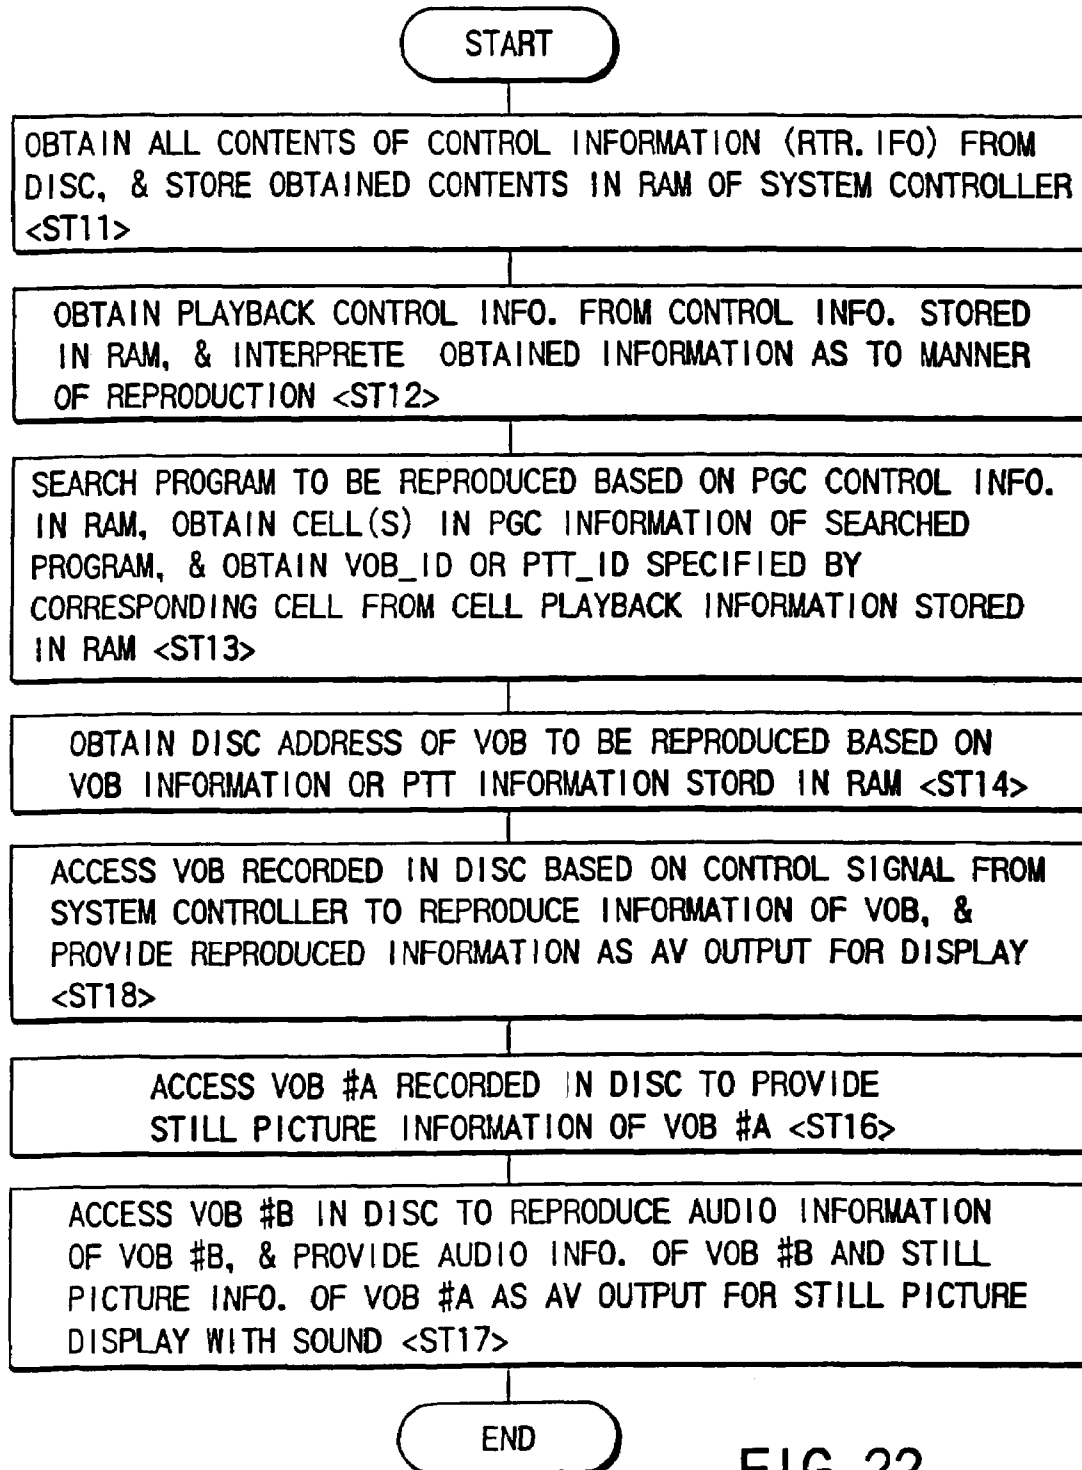 START
OBTAIN ALL CONTENTS OF CONTROL INFORMATION (RTR.IFO) FROM
DISC, & STORE OBTAINED CONTENTS IN RAM OF SYSTEM CONTROLLER
<ST11>
OBTAIN PLAYBACK CONTROL INFO. FROM CONTROL INFO. STORED
IN RAM, & INTERPRETE OBTAINED INFORMATION AS TO MANNER
OF REPRODUCTION <ST12>
SEARCH PROGRAM TO BE REPRODUCED BASED ON PGC CONTROL INFO.
IN RAM, OBTAIN CELL(S) IN PGC INFORMATION OF SEARCHED
PROGRAM, & OBTAIN VOB_ID OR PTT_ID SPECIFIED BY
CORRESPONDING CELL FROM CELL PLAYBACK INFORMATION STORED
IN RAM <ST13>
OBTAIN DISC ADDRESS OF VOB TO BE REPRODUCED BASED ON
VOB INFORMATION OR PTT INFORMATION STORD IN RAM <ST14>
ACCESS VOB RECORDED IN DISC BASED ON CONTROL SIGNAL FROM
SYSTEM CONTROLLER TO REPRODUCE INFORMATION OF VOB, &
PROVIDE REPRODUCED INFORMATION AS AV OUTPUT FOR DISPLAY
<ST18>
ACCESS VOB #A RECORDED IN DISC TO PROVIDE
STILL PICTURE INFORMATION OF VOB #A <ST16>
ACCESS VOB #B IN DISC TO REPRODUCE AUDIO INFORMATION
OF VOB #B, & PROVIDE AUDIO INFO. OF VOB #B AND STILL
PICTURE INFO. OF VOB #A AS AV OUTPUT FOR STILL PICTURE
DISPLAY WITH SOUND <ST17>
END
FIG. 22